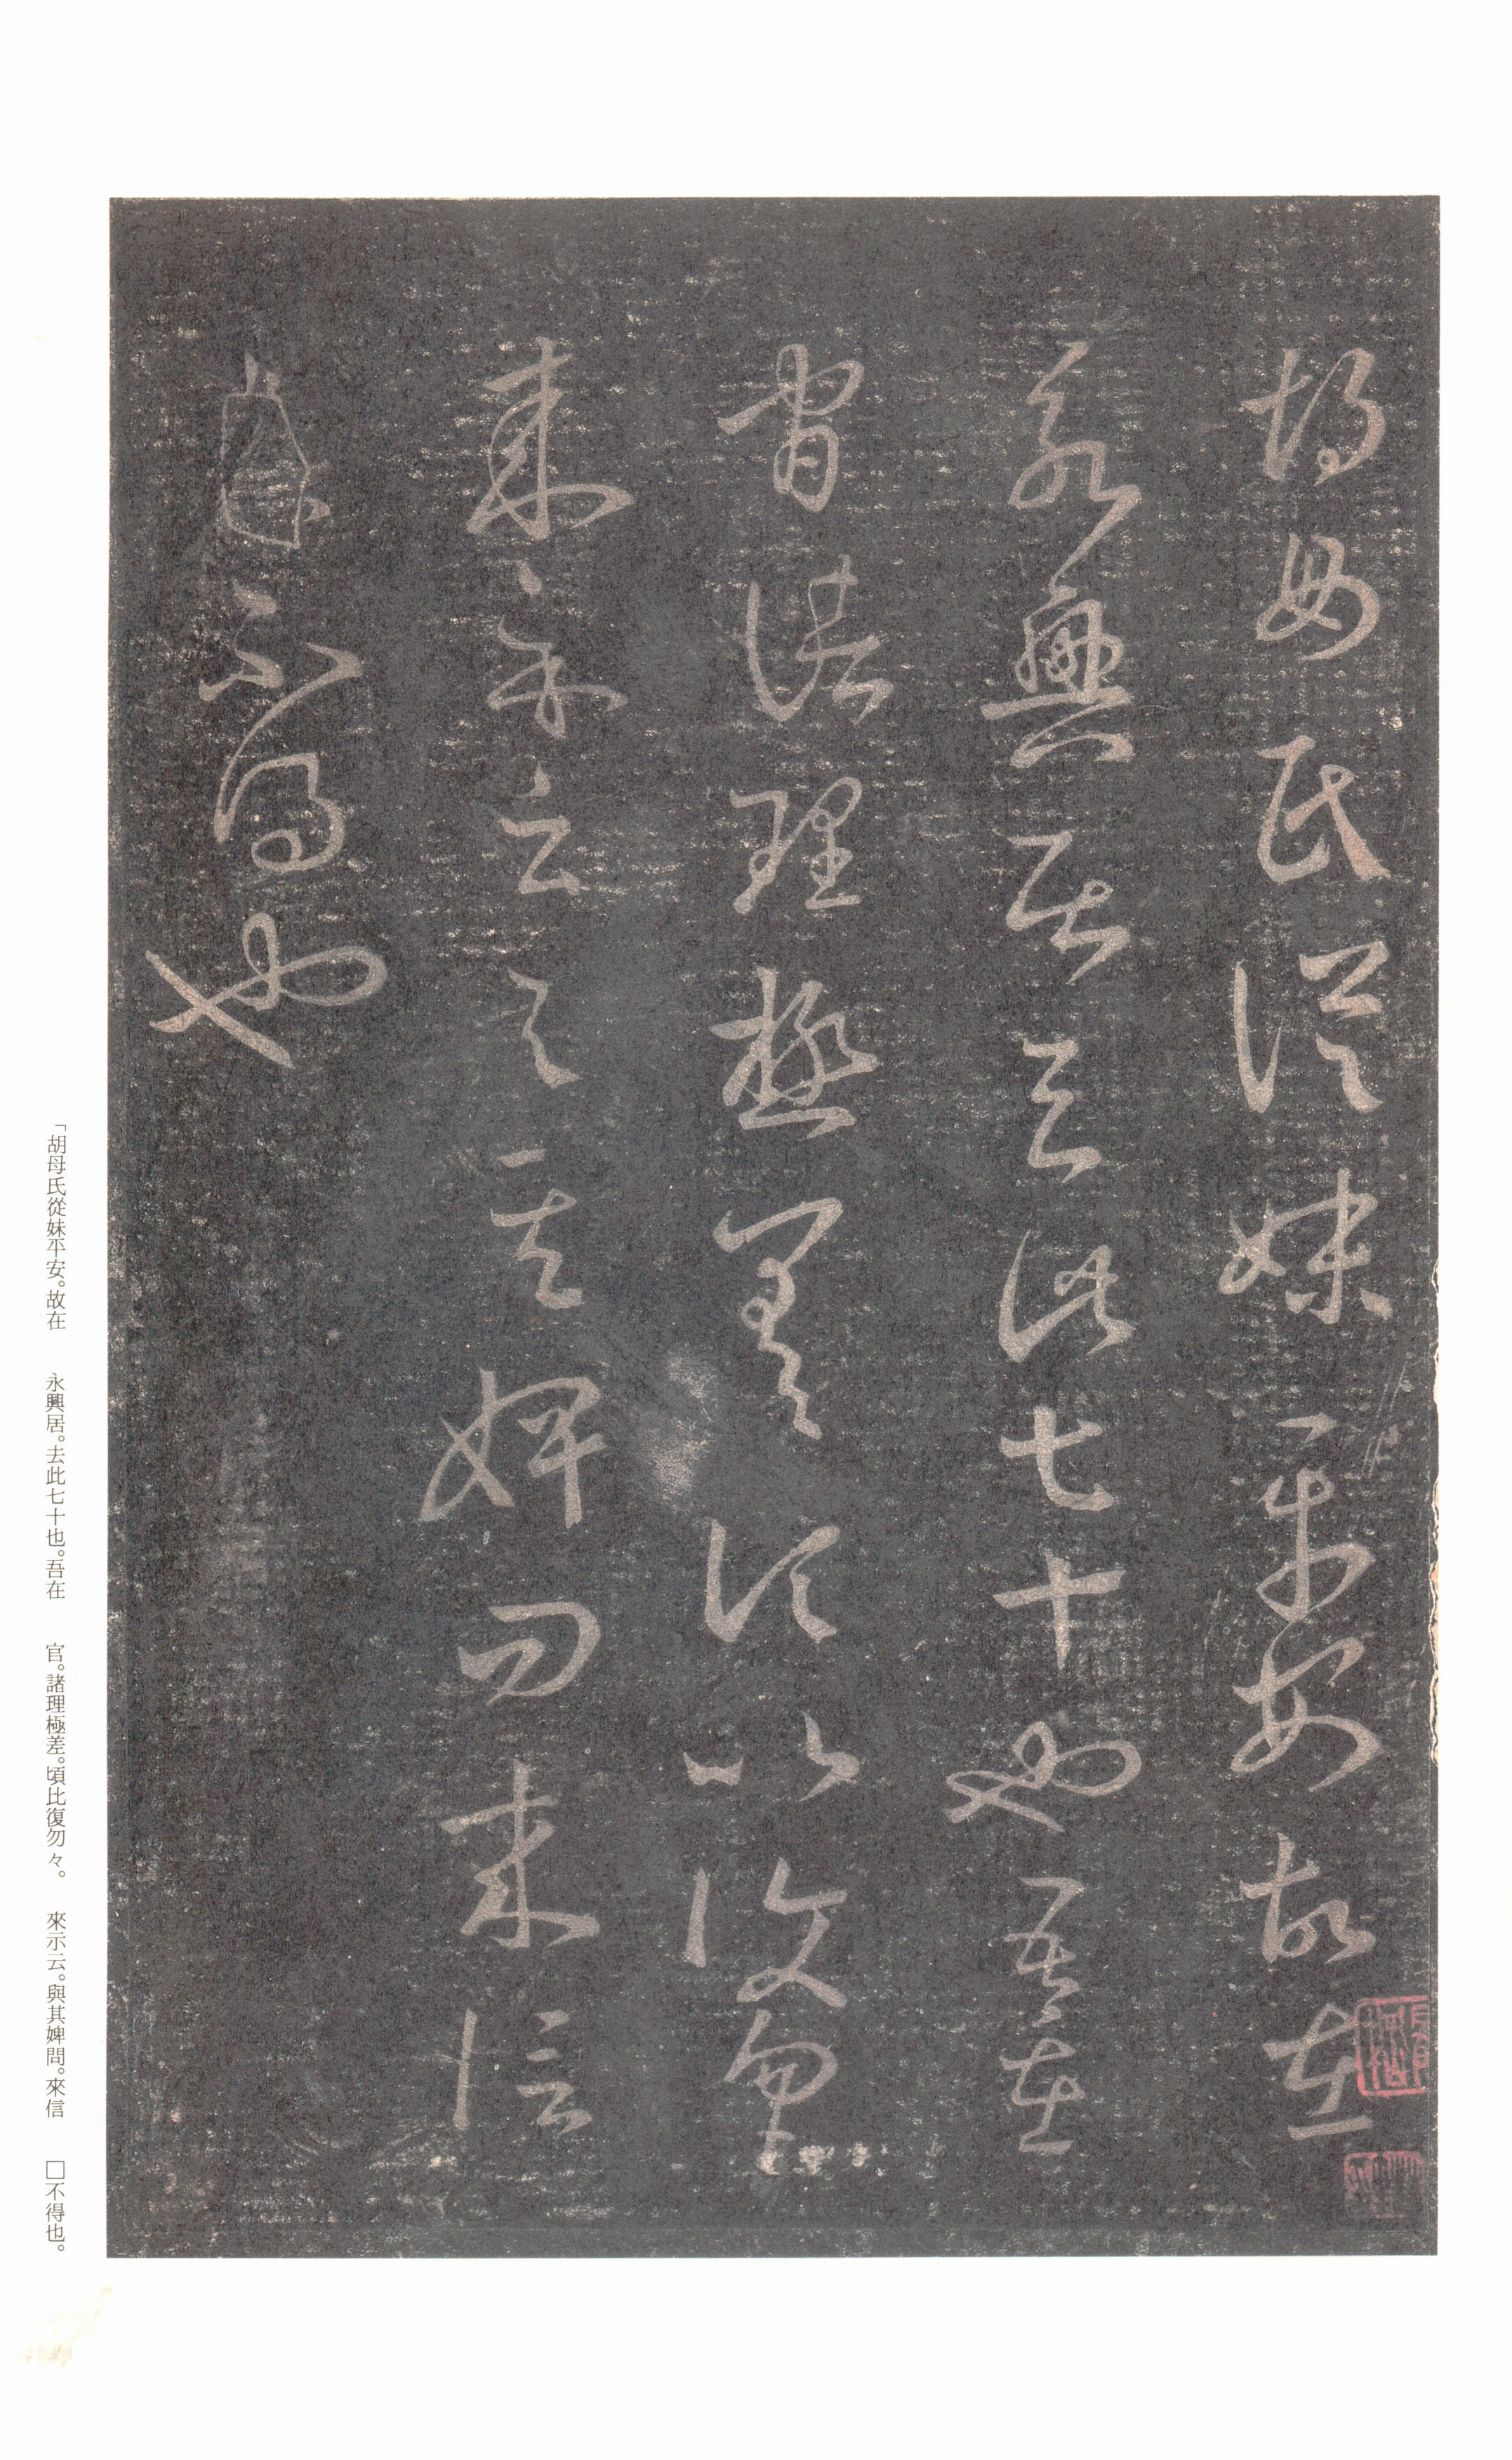 胡母氏從妹平安故在
永興居去此七十也吾在
官諸理極差頃比復勿々
來示云與其婢問來信
不得也
「胡母氏從妹平安。故在　永興居。去此七十也。吾在　官。諸理極差。頃比復勿々。　來示云。與其婢問。來信　□不得也。